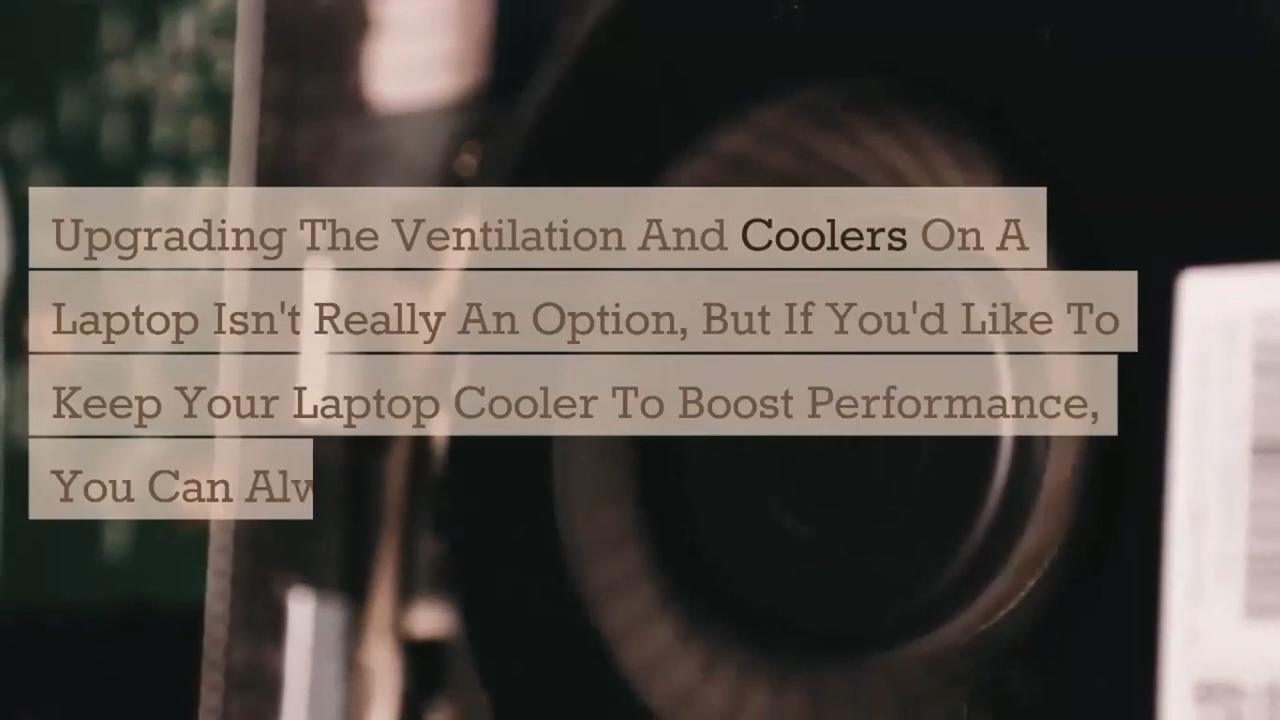 Upgrading The Ventilation And Coolers On A
Laptop Isn't Really An Option, But If You'd Like To
Keep Your Laptop Cooler To Boost Performance,
You Can Alw